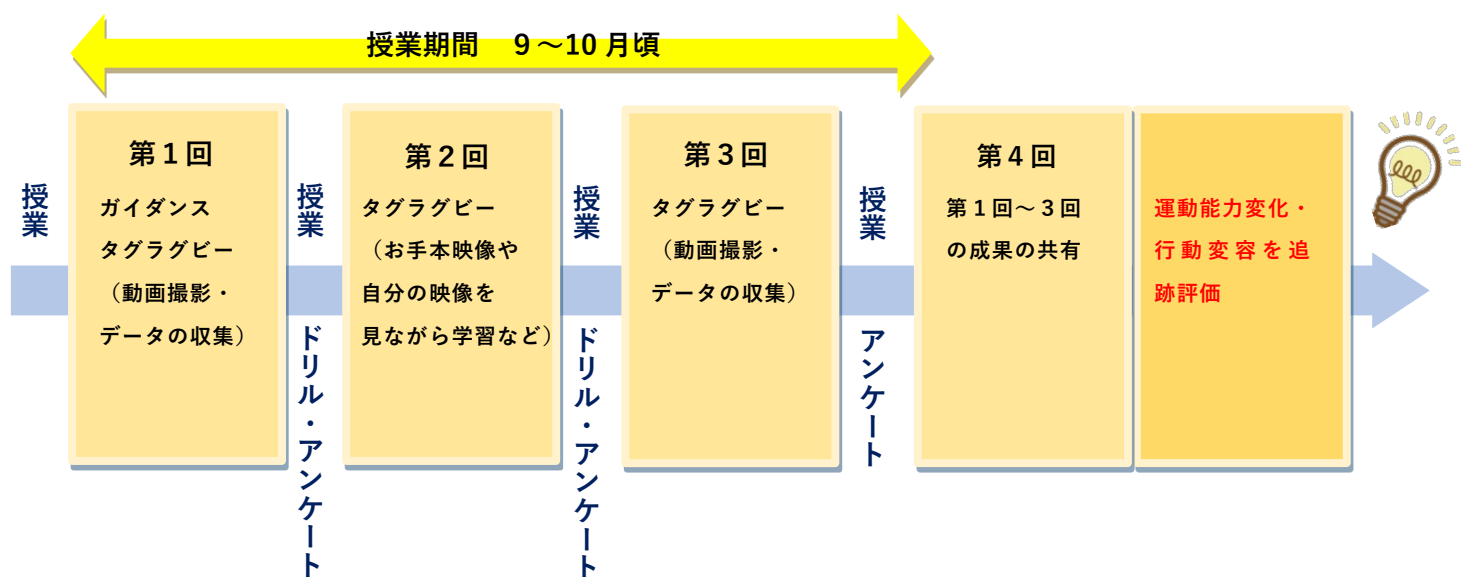 授業期間　９～10 月頃
授業
第１回
ガイダンス
タグラグビー
（動画撮影・
データの収集）
授業
ドリル・アンケート
第２回
タグラグビー
（お手本映像や
自分の映像を
見ながら学習など）
授業
ドリル・アンケート
第３回
タグラグビー
（動画撮影・
データの収集）
授業
アンケート
第４回
第１回～３回
の成果の共有
運動能力変化・
行動変容を追
跡評価